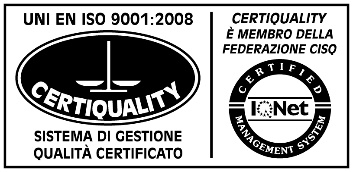 UNI EN ISO 9001:2008
CERTIQUALITY
SISTEMA DI GESTIONE
QUALITÀ CERTIFICATO
CERTIQUALITY
È MEMBRO DELLA
FEDERAZIONE CISQ
CERTIFIED
IQNet
MANAGEMENT SYSTEM